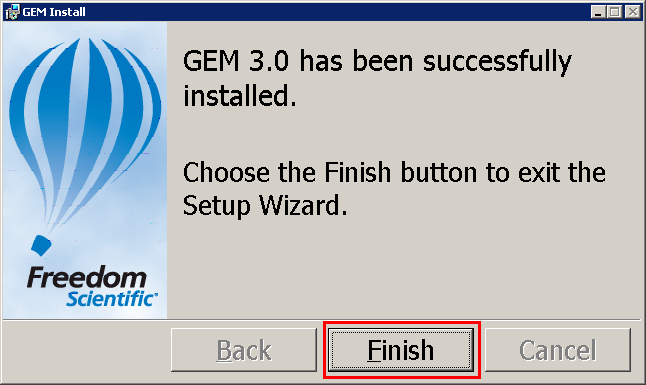 GEM Install
GEM 3.0 has been successfully
installed.
Choose the Finish button to exit the
Setup Wizard.
Freedom
Scientific
Back
Finish
Cancel